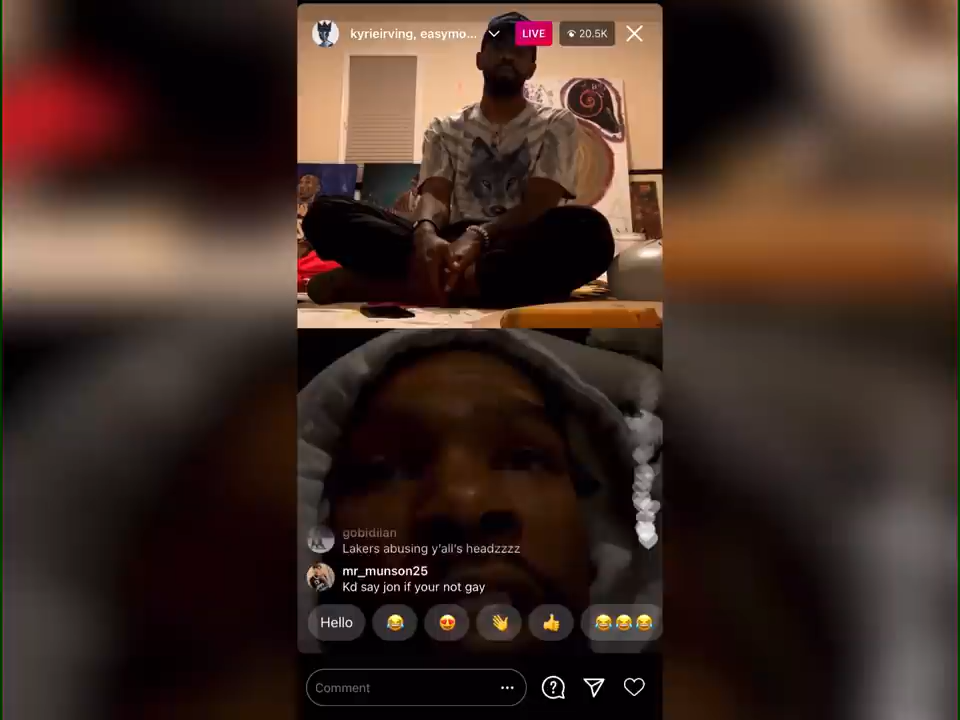 kyrieirving, easymo...
LIVE
20.5K
gobidilan
Lakers abusing y'all's headzzzz
mr_munson25
Kd say jon if your not gay
Hello
Comment